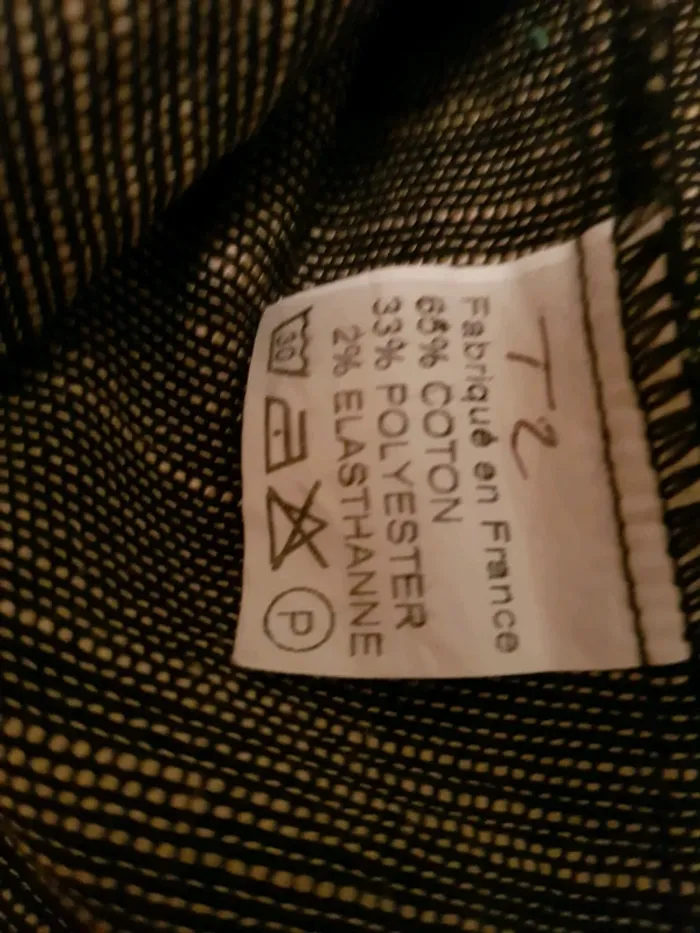 T2
Fabriqué en France
65% COTON
33% POLYESTER
2% ELASTHANNE
30 P